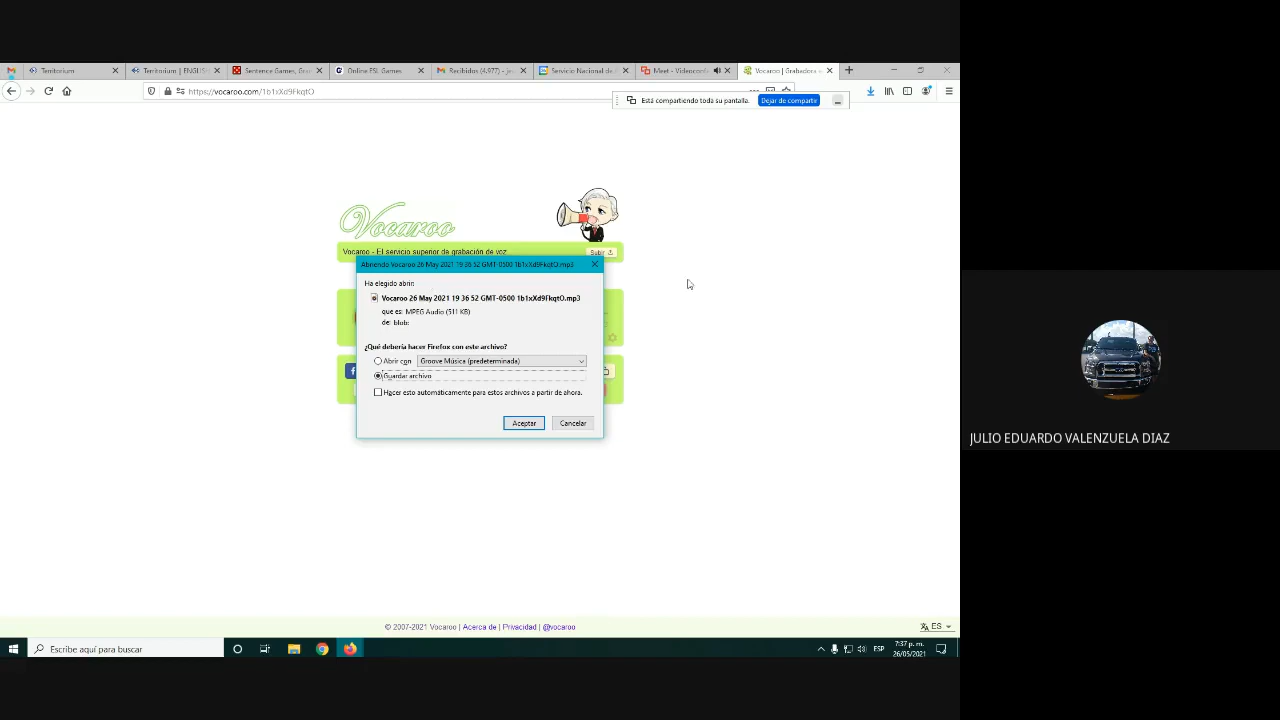 Territorium
Territorium | ENGLIS
Sentence Games, Gra
Online ESL Games
Recibidos (4.977) - je
Servicio Nacional de
Meet - Videoconf
Vocaroo | Grabadora
https://vocaroo.com/1b1xXd9FkqtO
Está compartiendo toda su pantalla.
Dejar de compartir
Vocaroo
Vocaroo - El servicio superior de grabación de voz
Subir
Abriendo Vocaroo 26 May 2021 19 36 52 GMT-0500 1b1xXd9FkqtO.mp3
Ha elegido abrir:
Vocaroo 26 May 2021 19 36 52 GMT-0500 1b1xXd9FkqtO.mp3
que es: MPEG Audio (511 KB)
de: blob:
¿Qué debería hacer Firefox con este archivo?
Abrir con Groove Música (predeterminada)
Guardar archivo
Hacer esto automáticamente para estos archivos a partir de ahora.
Aceptar
Cancelar
JULIO EDUARDO VALENZUELA DIAZ
© 2007-2021 Vocaroo | Acerca de | Privacidad | @vocaroo
ES
Escribe aquí para buscar
ESP
7:37 p. m.
26/05/2021